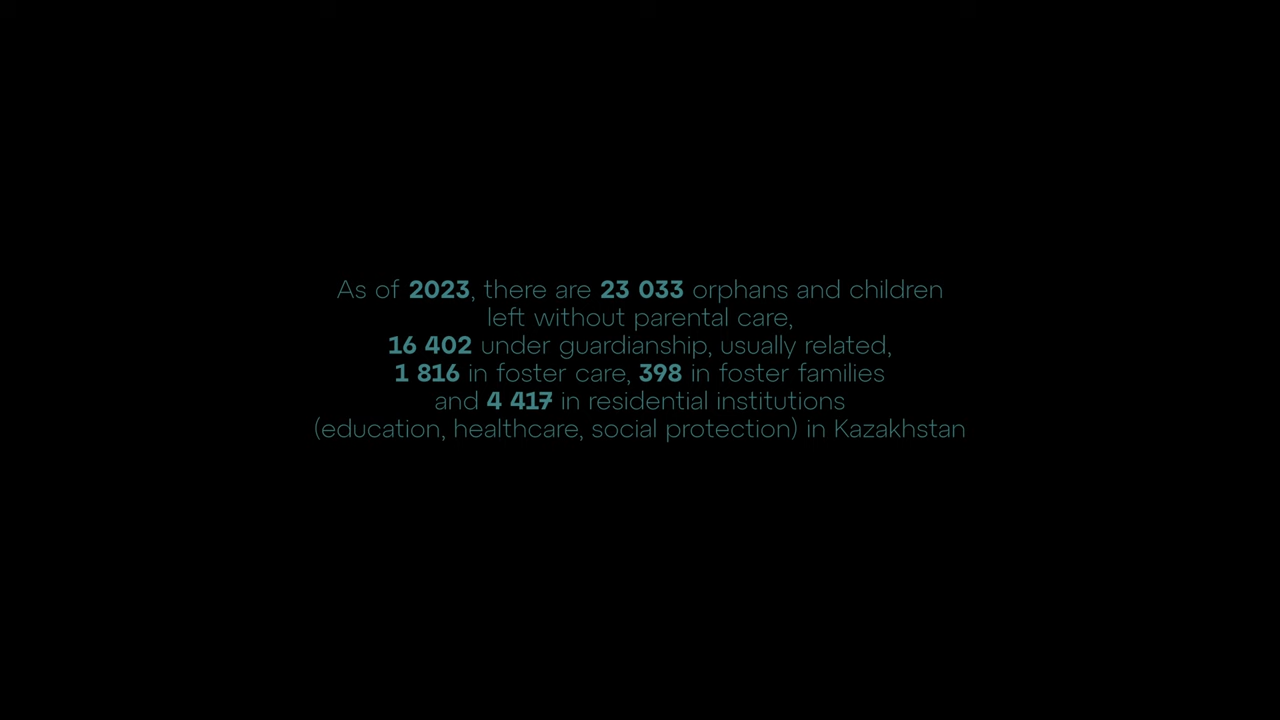 As of 2023, there are 23 033 orphans and children
left without parental care,
16 402 under guardianship, usually related,
1 816 in foster care, 398 in foster families
and 4 417 in residential institutions
(education, healthcare, social protection) in Kazakhstan